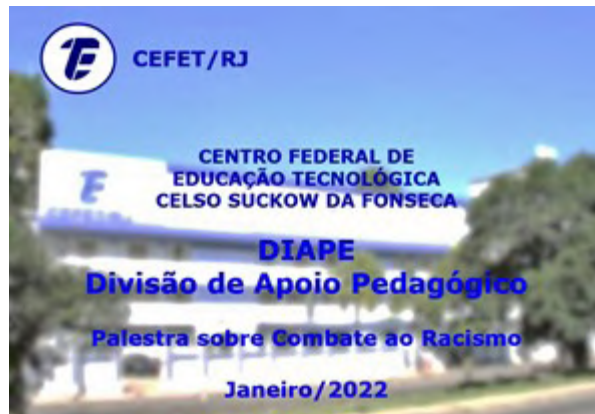 CEFET/RJ
CENTRO FEDERAL DE
EDUCAÇÃO TECNOLÓGICA
CELSO SUCKOW DA FONSECA
DIAPE
Divisão de Apoio Pedagógico
Palestra sobre Combate ao Racismo
Janeiro/2022